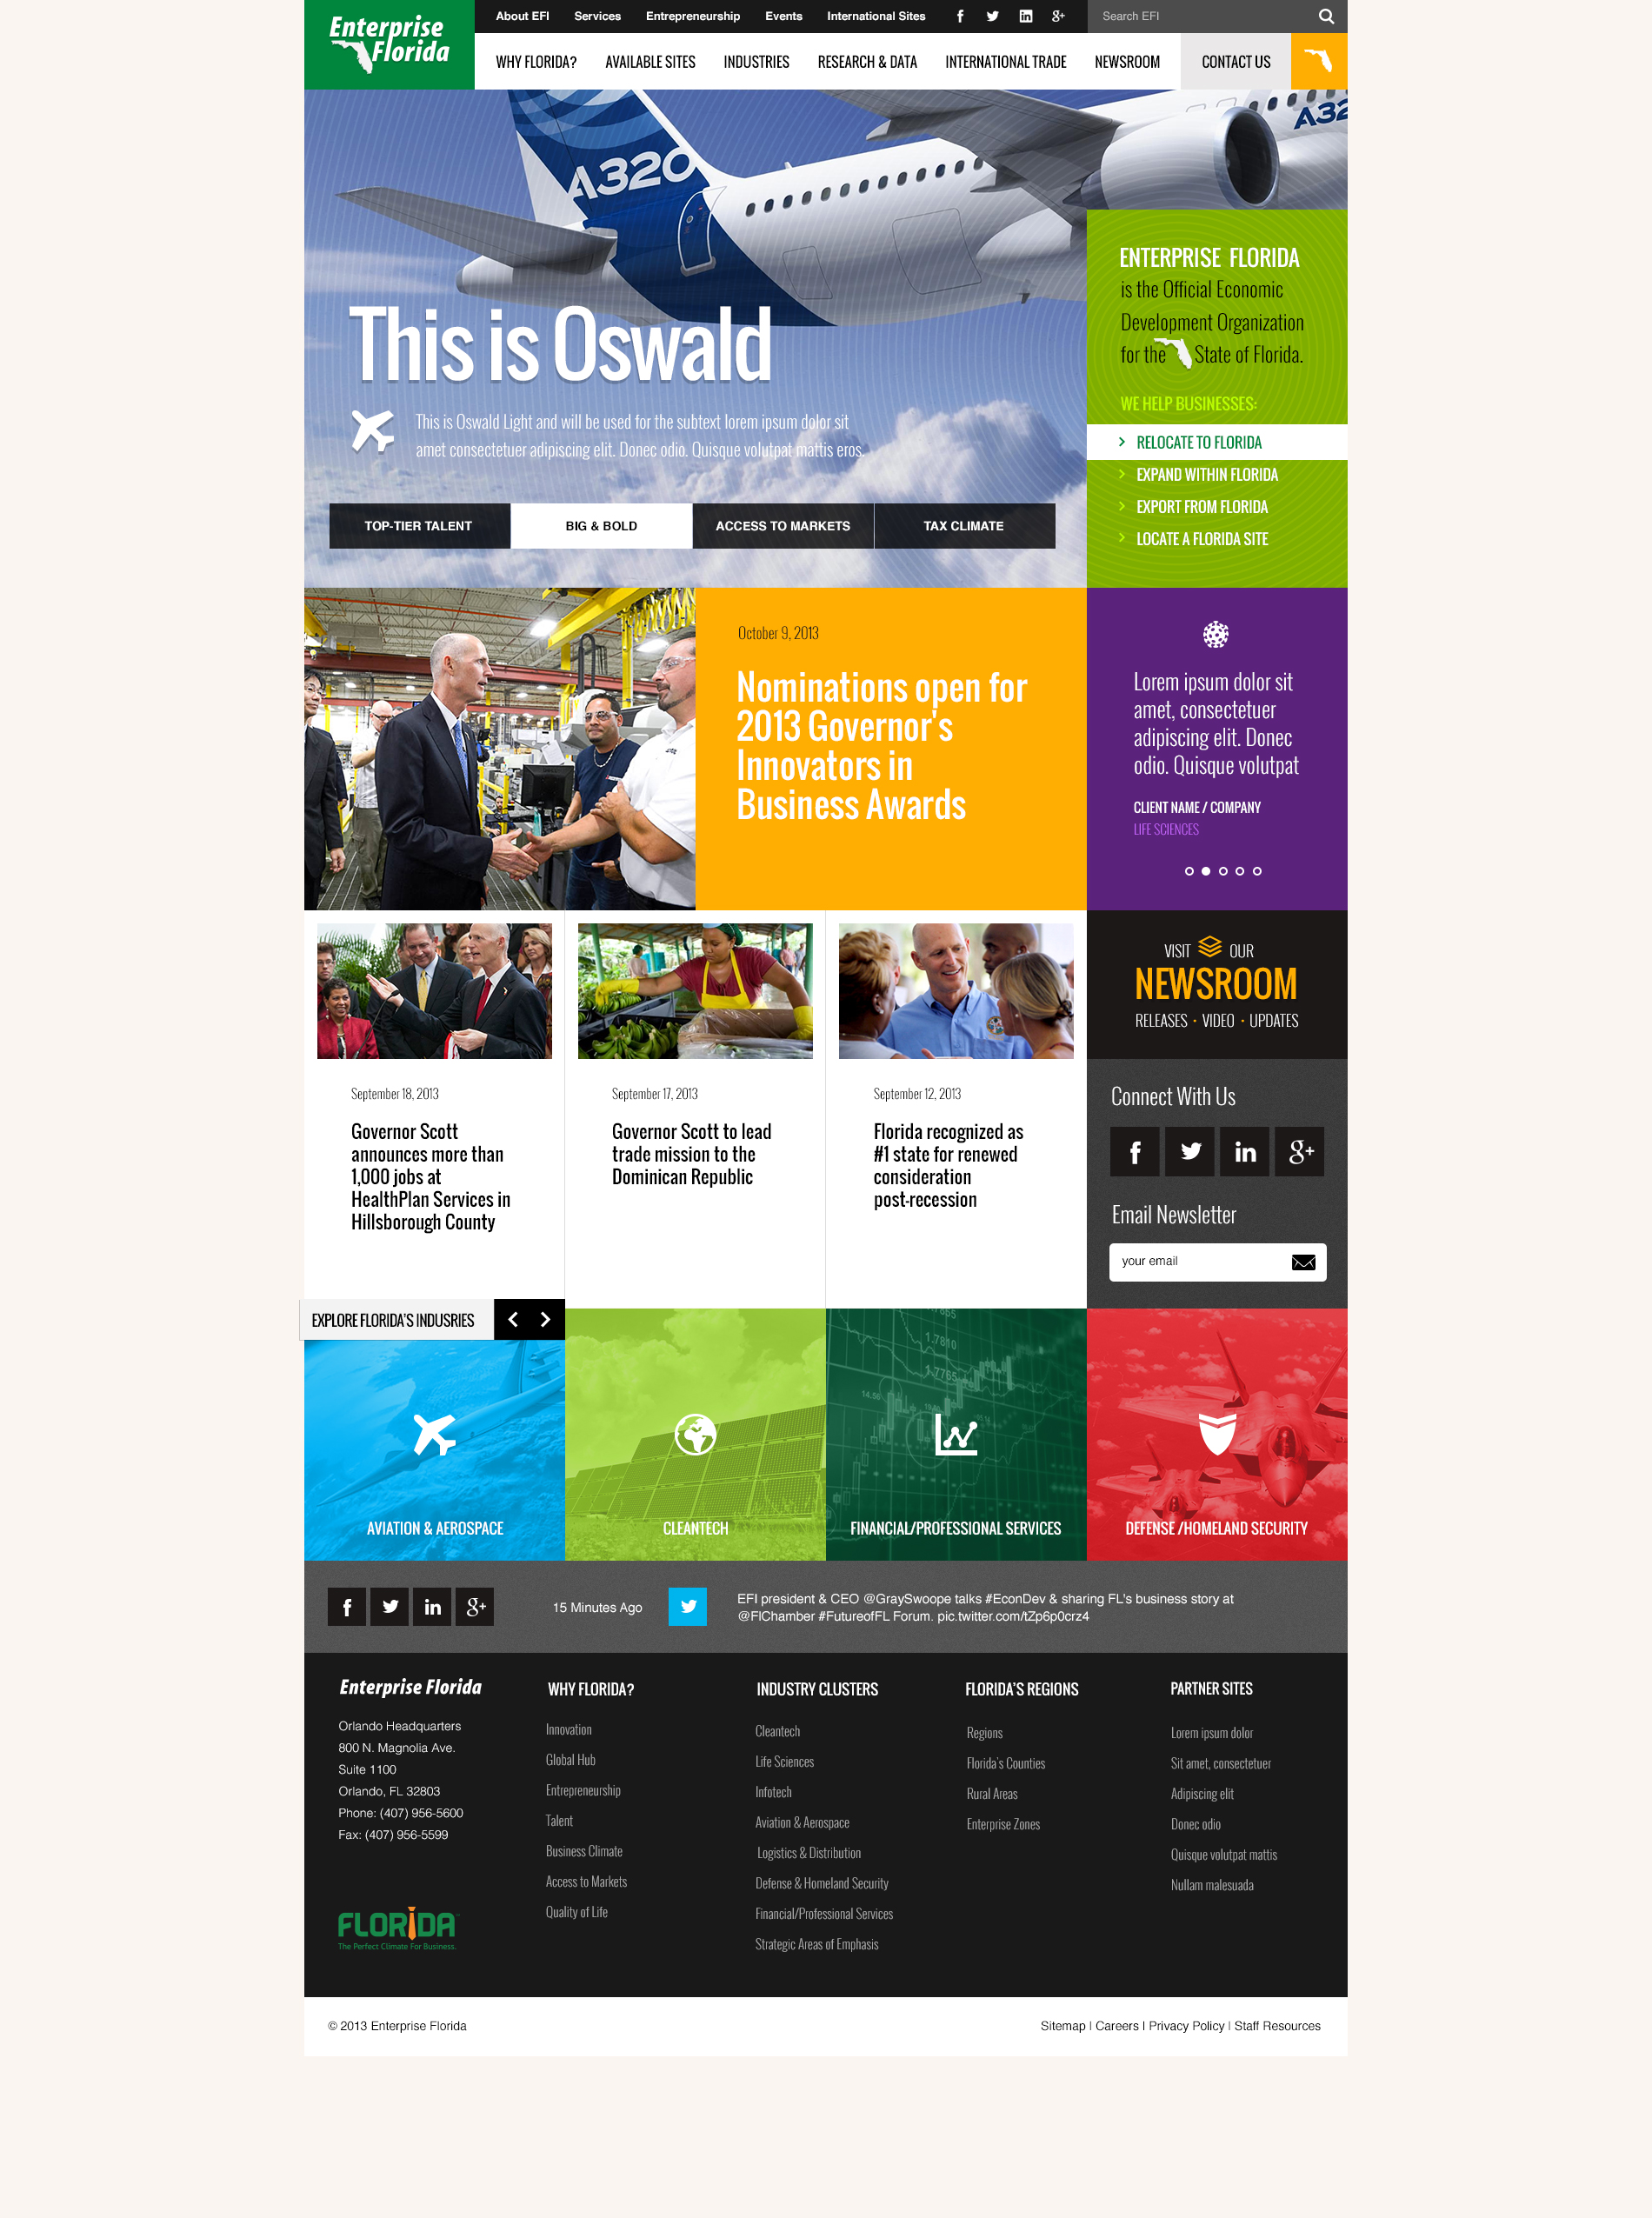 Enterprise
Florida
About EFI Services Entrepreneurship Events International Sites
Search EFI
WHY FLORIDA? AVAILABLE SITES INDUSTRIES RESEARCH & DATA INTERNATIONAL TRADE NEWSROOM CONTACT US
A320
A32
This is Oswald
This is Oswald Light and will be used for the subtext lorem ipsum dolor sit
amet consectetuer adipiscing elit. Donec odio. Quisque volutpat mattis eros.
TOP-TIER TALENT BIG & BOLD ACCESS TO MARKETS TAX CLIMATE
ENTERPRISE FLORIDA
is the Official Economic
Development Organization
for the State of Florida.
WE HELP BUSINESSES:
RELOCATE TO FLORIDA
EXPAND WITHIN FLORIDA
EXPORT FROM FLORIDA
LOCATE A FLORIDA SITE
October 9, 2013
Nominations open for
2013 Governor's
Innovators in
Business Awards
Lorem ipsum dolor sit
amet, consectetuer
adipiscing elit. Donec
odio. Quisque volutpat
CLIENT NAME / COMPANY
LIFE SCIENCES
September 18, 2013
Governor Scott
announces more than
1,000 jobs at
HealthPlan Services in
Hillsborough County
September 17, 2013
Governor Scott to lead
trade mission to the
Dominican Republic
September 12, 2013
Florida recognized as
#1 state for renewed
consideration
post-recession
VISIT OUR
NEWSROOM
RELEASES • VIDEO • UPDATES
Connect With Us
Email Newsletter
your email
EXPLORE FLORIDA'S INDUSRIES
AVIATION & AEROSPACE
CLEANTECH
1.7810
1.7701
14.56
FINANCIAL/PROFESSIONAL SERVICES
DEFENSE /HOMELAND SECURITY
15 Minutes Ago
EFI president & CEO @GraySwoope talks #EconDev & sharing FL's business story at
@FlChamber #FutureofFL Forum. pic.twitter.com/tZp6p0crz4
Enterprise Florida
Orlando Headquarters
800 N. Magnolia Ave.
Suite 1100
Orlando, FL 32803
Phone: (407) 956-5600
Fax: (407) 956-5599
FLORIDA
The Perfect Climate For Business.
WHY FLORIDA?
Innovation
Global Hub
Entrepreneurship
Talent
Business Climate
Access to Markets
Quality of Life
INDUSTRY CLUSTERS
Cleantech
Life Sciences
Infotech
Aviation & Aerospace
Logistics & Distribution
Defense & Homeland Security
Financial/Professional Services
Strategic Areas of Emphasis
FLORIDA'S REGIONS
Regions
Florida's Counties
Rural Areas
Enterprise Zones
PARTNER SITES
Lorem ipsum dolor
Sit amet, consectetuer
Adipiscing elit
Donec odio
Quisque volutpat mattis
Nullam malesuada
© 2013 Enterprise Florida
Sitemap | Careers | Privacy Policy | Staff Resources